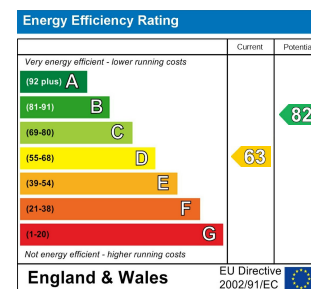 Energy Efficiency Rating
Current
Potentia
Very energy efficient - lower running costs
(92 plus) A
(81-91) B
82
(69-80) C
(55-68) D
63
(39-54) E
(21-38) F
(1-20) G
Not energy efficient - higher running costs
England & Wales
EU Directive
2002/91/EC